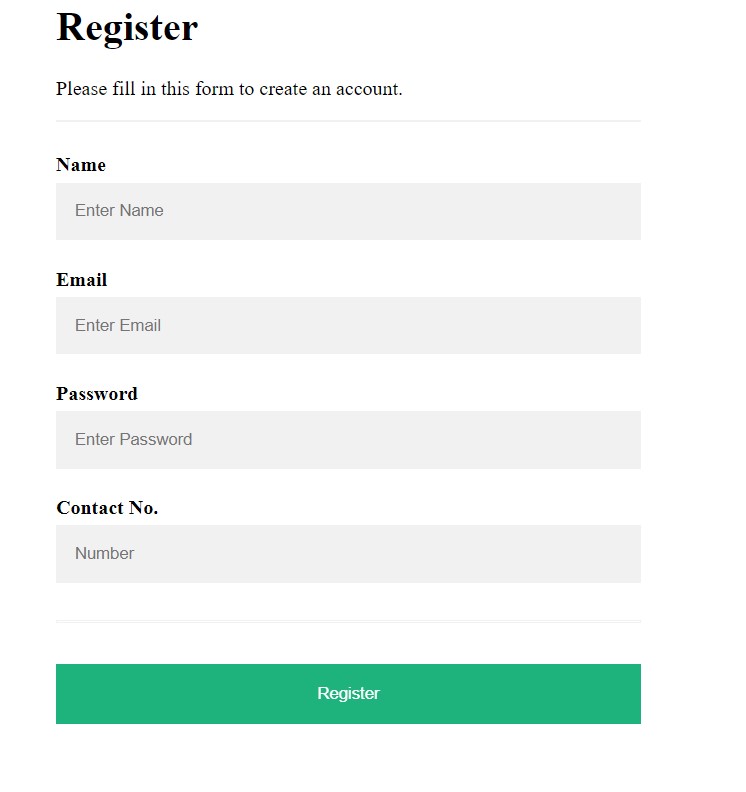 Register
Please fill in this form to create an account.
Name
Enter Name
Email
Enter Email
Password
Enter Password
Contact No.
Number
Register